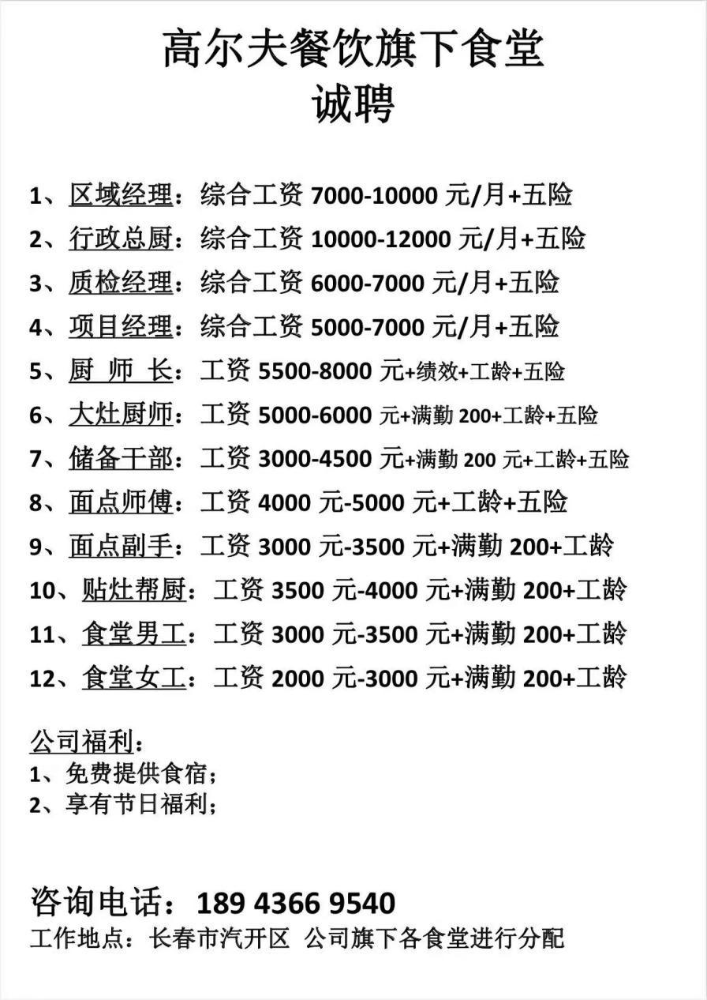 高尔夫餐饮旗下食堂
诚聘
1、区域经理：综合工资 7000-10000 元/月+五险
2、行政总厨：综合工资 10000-12000 元/月+五险
3、质检经理：综合工资 6000-7000 元/月+五险
4、项目经理：综合工资 5000-7000 元/月+五险
5、厨 师 长：工资 5500-8000 元+绩效+工龄+五险
6、大灶厨师：工资 5000-6000 元+满勤 200+工龄+五险
7、储备干部：工资 3000-4500 元+满勤 200 元+工龄+五险
8、面点师傅：工资 4000 元-5000 元+工龄+五险
9、面点副手：工资 3000 元-3500 元+满勤 200+工龄
10、贴灶帮厨：工资 3500 元-4000 元+满勤 200+工龄
11、食堂男工：工资 3000 元-3500 元+满勤 200+工龄
12、食堂女工：工资 2000 元-3000 元+满勤 200+工龄
公司福利：
1、免费提供食宿；
2、享有节日福利；
咨询电话：189 4366 9540
工作地点：长春市汽开区 公司旗下各食堂进行分配